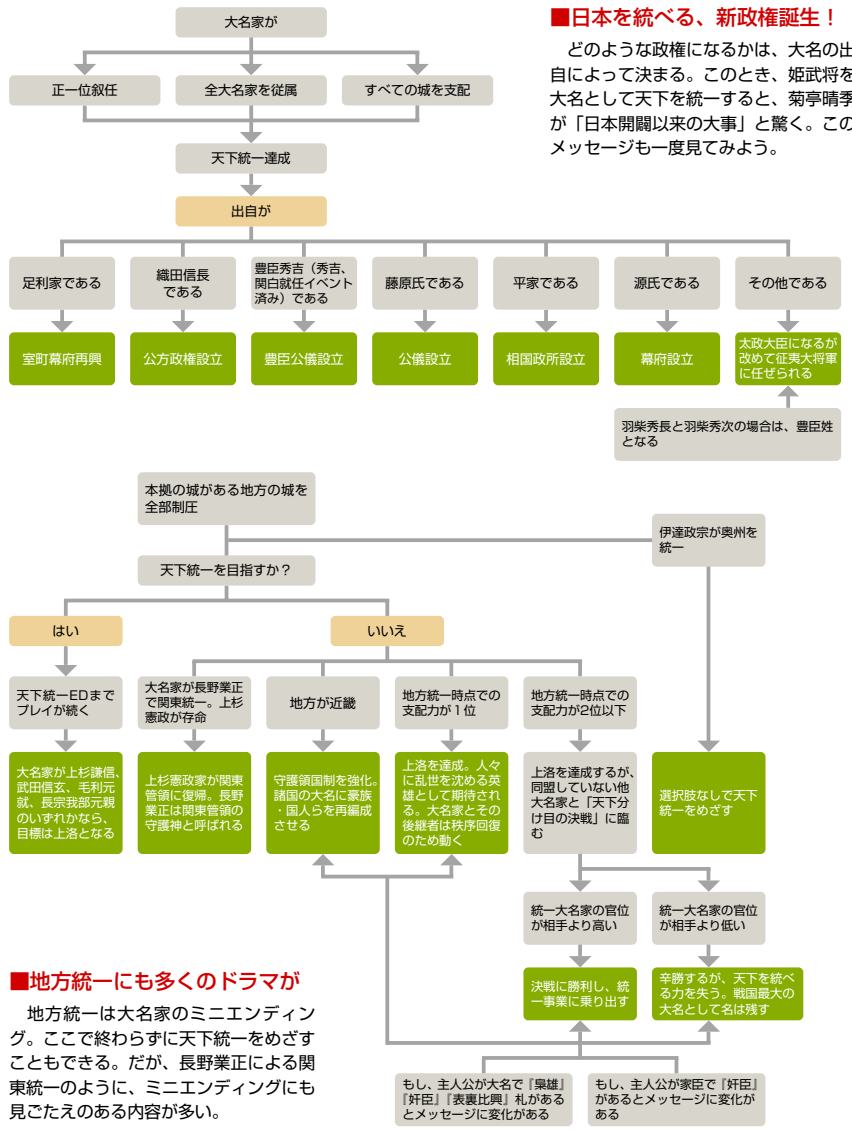 大名家が
正一位叙任
全大名家を従属
すべての城を支配
天下統一達成
出自が
足利家である
織田信長
である
豊臣秀吉（秀吉、
関白就任イベント
済み）である
藤原氏である
平家である
源氏である
その他である
室町幕府再興
公方政権設立
豊臣公儀設立
公儀設立
相国政所設立
幕府設立
太政大臣になるが
改めて征夷大将軍
に任ぜられる
羽柴秀長と羽柴秀次の場合は、豊臣姓
となる
■日本を統べる、新政権誕生！
どのような政権になるかは、大名の出
自によって決まる。このとき、姫武将を
大名として天下を統一すると、菊亭晴季
が「日本開闢以来の大事」と驚く。この
メッセージも一度見てみよう。
本拠の城がある地方の城を
全部制圧
伊達政宗が奥州を
統一
天下統一を目指すか？
はい
いいえ
天下統一EDまで
プレイが続く
大名家が長野業正
で関東統一。上杉
憲政が存命
地方が近畿
地方統一時点での
支配力が１位
地方統一時点での
支配力が2位以下
大名家が上杉謙信、
武田信玄、毛利元
就、長宗我部元親
のいずれかなら、
目標は上洛となる
上杉憲政家が関東
管領に復帰。長野
業正は関東管領の
守護神と呼ばれる
守護領国制を強化。
諸国の大名に豪族
・国人らを再編成
させる
上洛を達成。人々
に乱世を沈める英
雄として期待され
る。大名家とその
後継者は秩序回復
のため動く
上洛を達成するが、
同盟していない他
大名家と「天下分
け目の決戦」に臨
む
選択肢なしで天下
統一をめざす
統一大名家の官位
が相手より高い
統一大名家の官位
が相手より低い
決戦に勝利し、統
一事業に乗り出す
辛勝するが、天下を統べ
る力を失う。戦国最大の
大名として名は残す
もし、主人公が大名で『梟雄』
『奸臣』『表裏比興』札がある
とメッセージに変化がある
もし、主人公が家臣で『奸臣』
があるとメッセージに変化が
ある
■地方統一にも多くのドラマが
地方統一は大名家のミニエンディン
グ。ここで終わらずに天下統一をめざす
こともできる。だが、長野業正による関
東統一のように、ミニエンディングにも
見ごたえのある内容が多い。